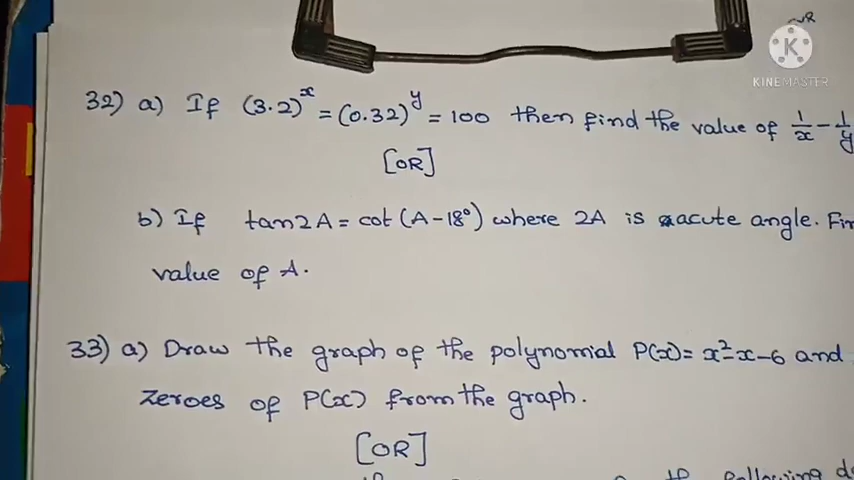 K
KINEMASTER
32) a) If (3.2)^x = (0.32)^y = 100 then find the value of 1/x - 1/y
[OR]
b) If tan2A = cot (A-18°) where 2A is acute angle. Fin
value of A.
33) a) Draw the graph of the polynomial P(x) = x²-x-6 and
zeroes of P(x) from the graph.
[OR]
following d